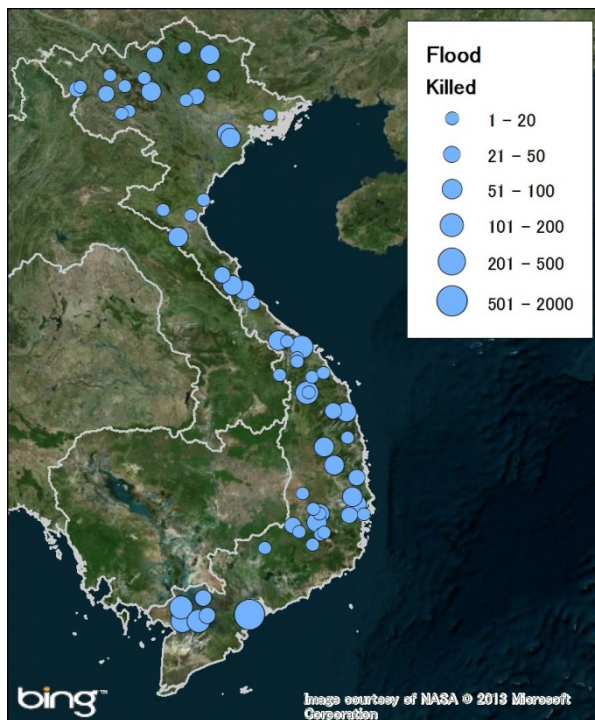 Flood
Killed
1 - 20
21 - 50
51 - 100
101 - 200
201 - 500
501 - 2000
bing™
Image courtesy of NASA © 2013 Microsoft
Corporation